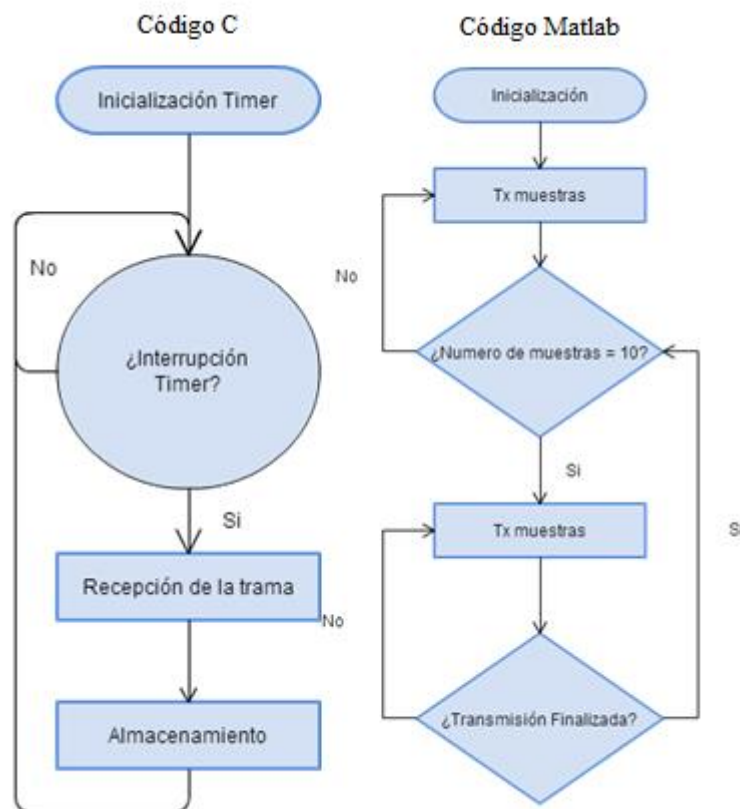 Código C
Inicialización Timer
No
¿Interrupción
Timer?
Si
Recepción de la trama
Almacenamiento
Código Matlab
Inicialización
Tx muestras
No
¿Numero de muestras = 10?
Si
Tx muestras
S
No
¿Transmisión Finalizada?